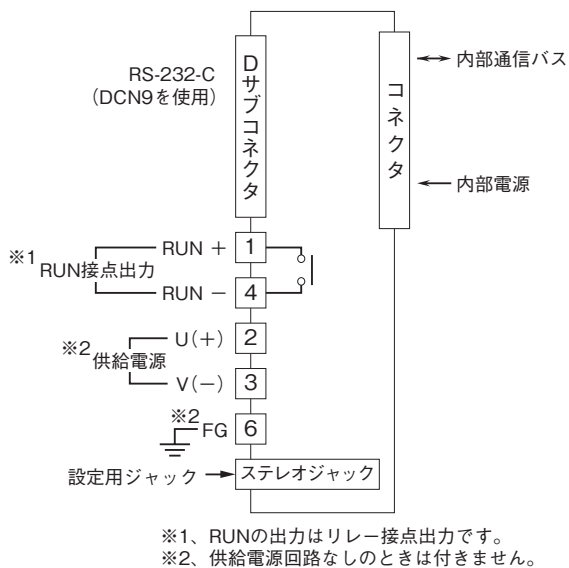 RS-232-C
（DCN9を使用）
Dサブコネクタ
コネクタ
内部通信バス
内部電源
※1
RUN接点出力
RUN ＋
1
RUN －
4
※2
供給電源
U（＋）
2
V（－）
3
※2
FG
6
設定用ジャック
ステレオジャック
※1、RUNの出力はリレー接点出力です。
※2、供給電源回路なしのときは付きません。